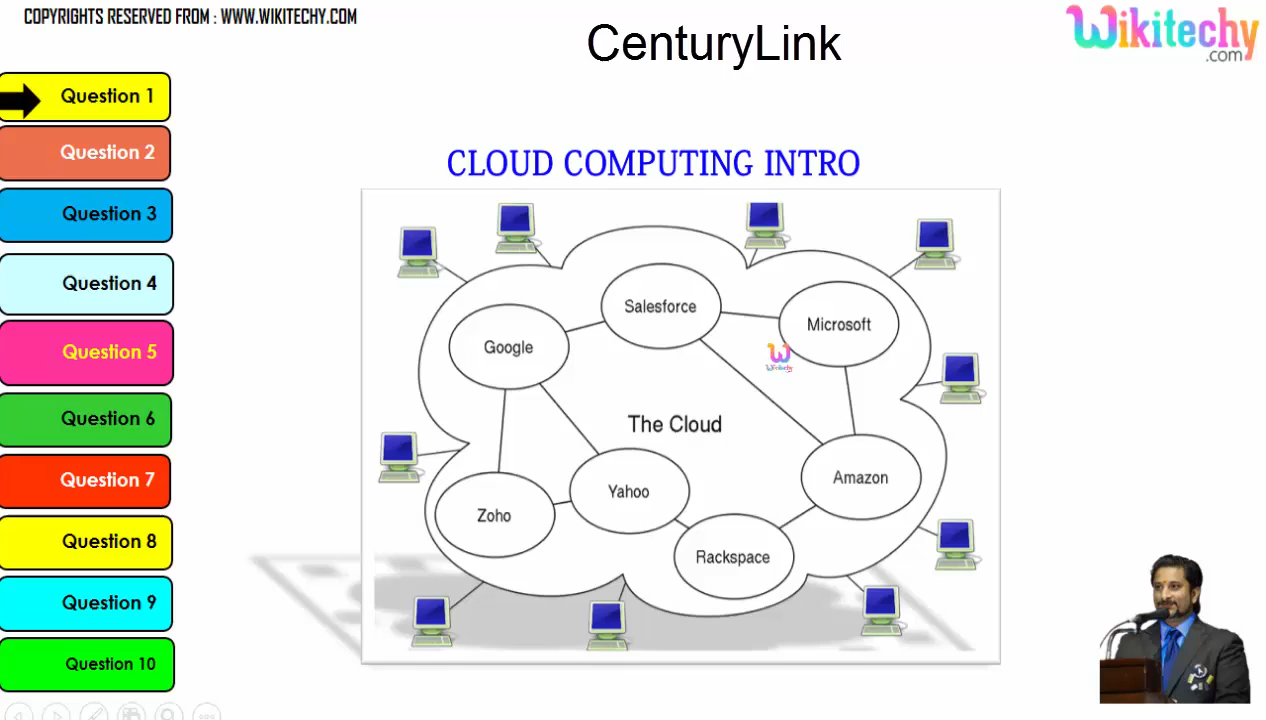 COPYRIGHTS RESERVED FROM : WWW.WIKITECHY.COM
CenturyLink
Wikitechy
.com
Question 1
Question 2
Question 3
Question 4
Question 5
Question 6
Question 7
Question 8
Question 9
Question 10
CLOUD COMPUTING INTRO
Salesforce
Microsoft
Google
W
Wikitechy
The Cloud
Yahoo
Amazon
Zoho
Rackspace